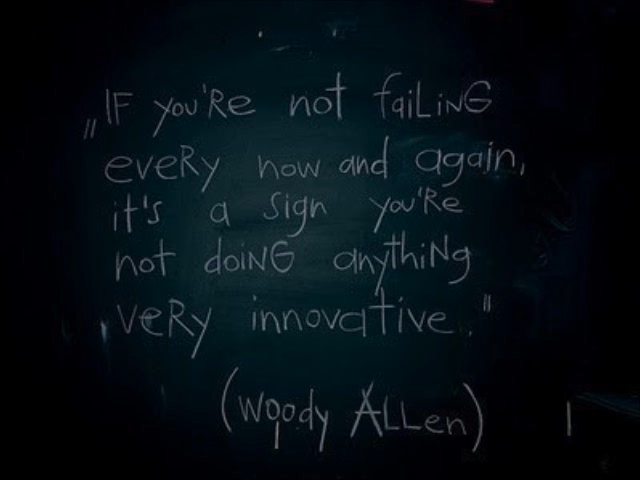 „IF you'Re not faiLiNG
eveRy now and again,
it's a sign you'Re
not doiNG anythiNg
veRy innovative."
(Woody ALLen)